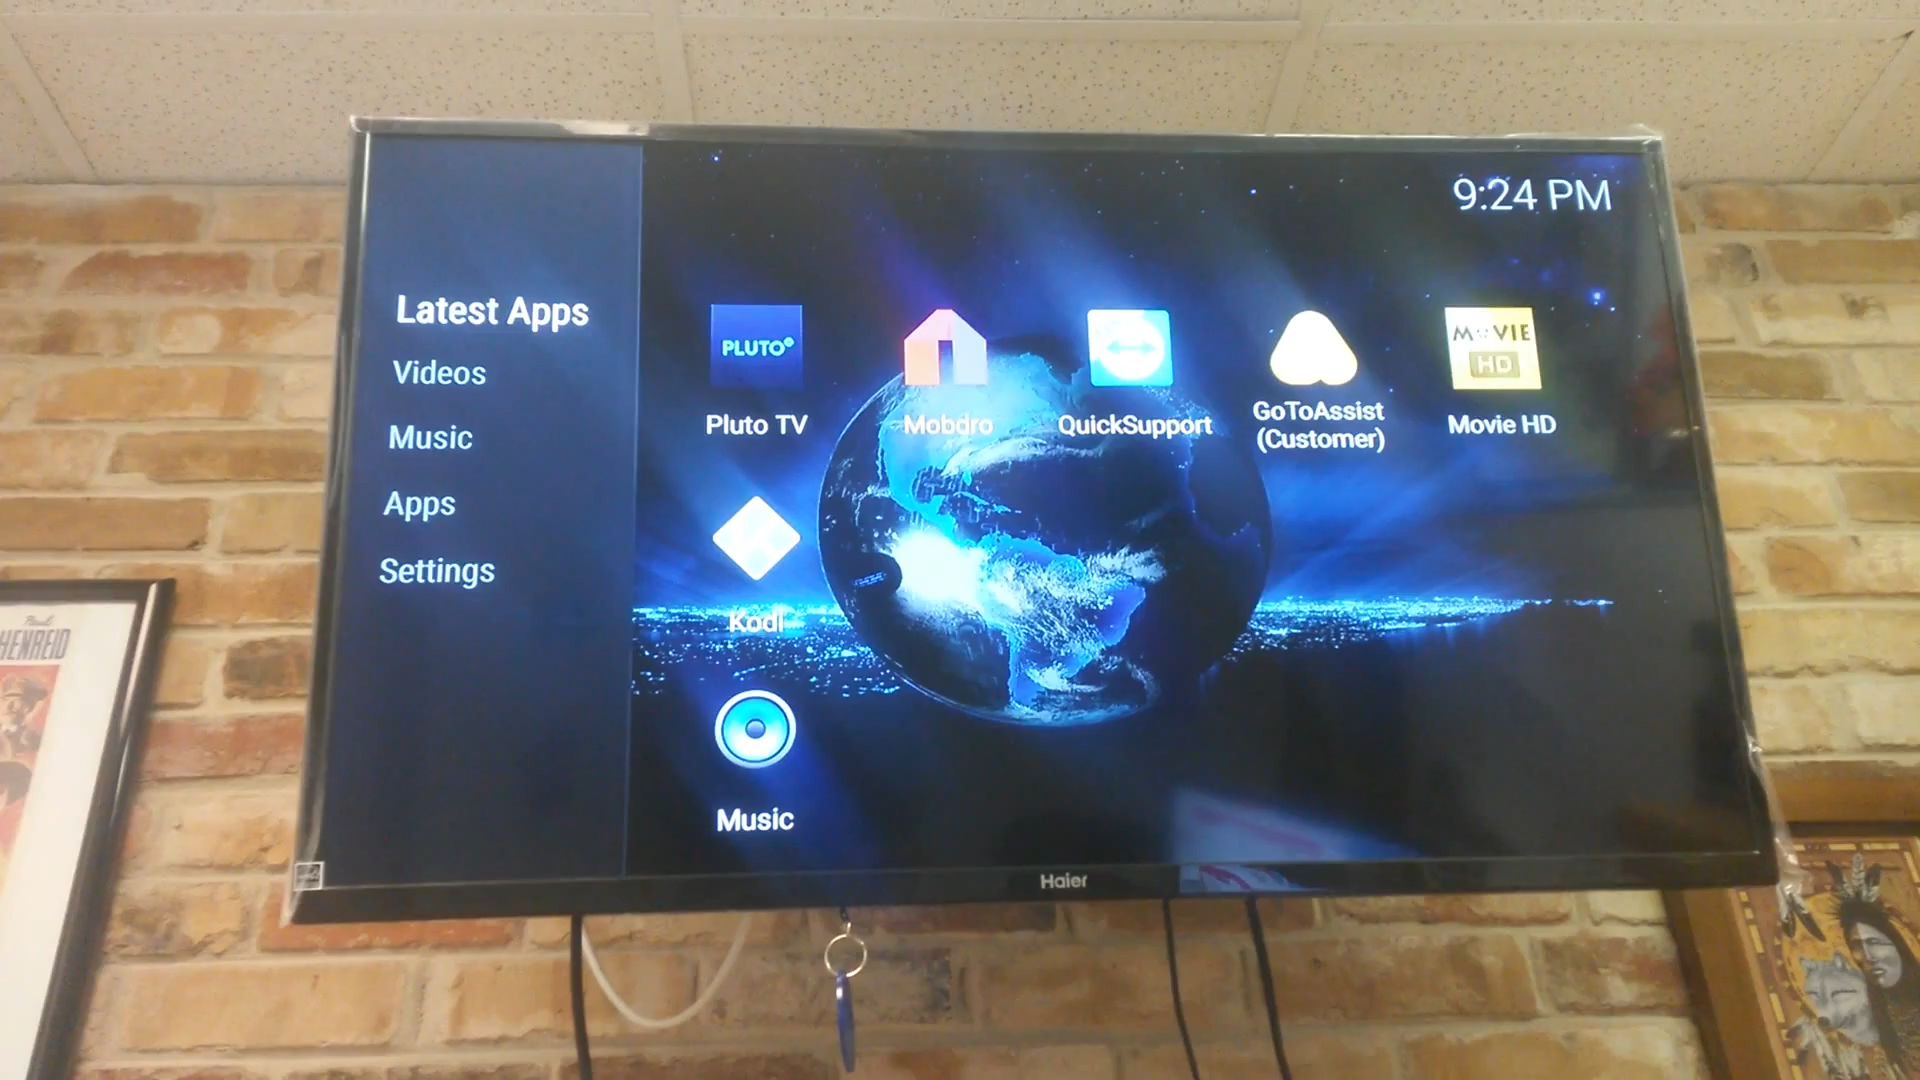 9:24 PM
Latest Apps
Videos
Music
Apps
Settings
PLUTO
Pluto TV
Mobdro
QuickSupport
GoToAssist
(Customer)
MOVIE
HD
Movie HD
Kodi
Music
Haier
Paul
HENREID